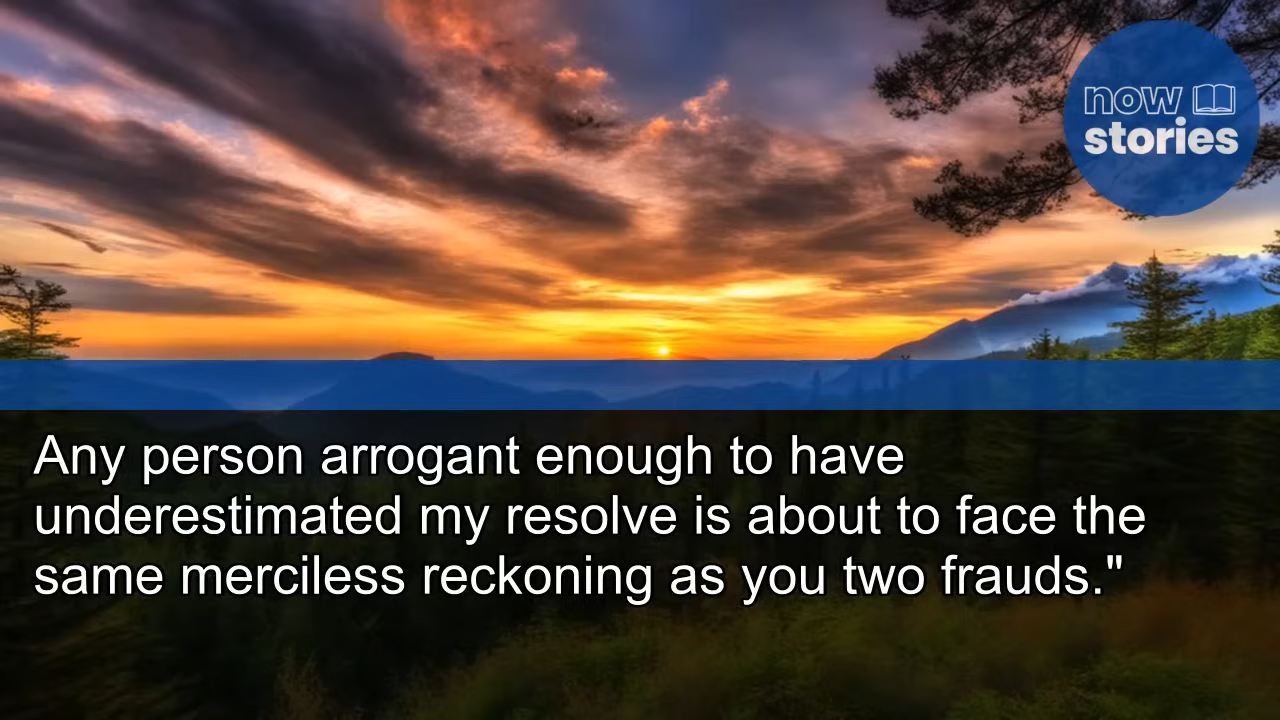 now
stories
Any person arrogant enough to have
underestimated my resolve is about to face the
same merciless reckoning as you two frauds."